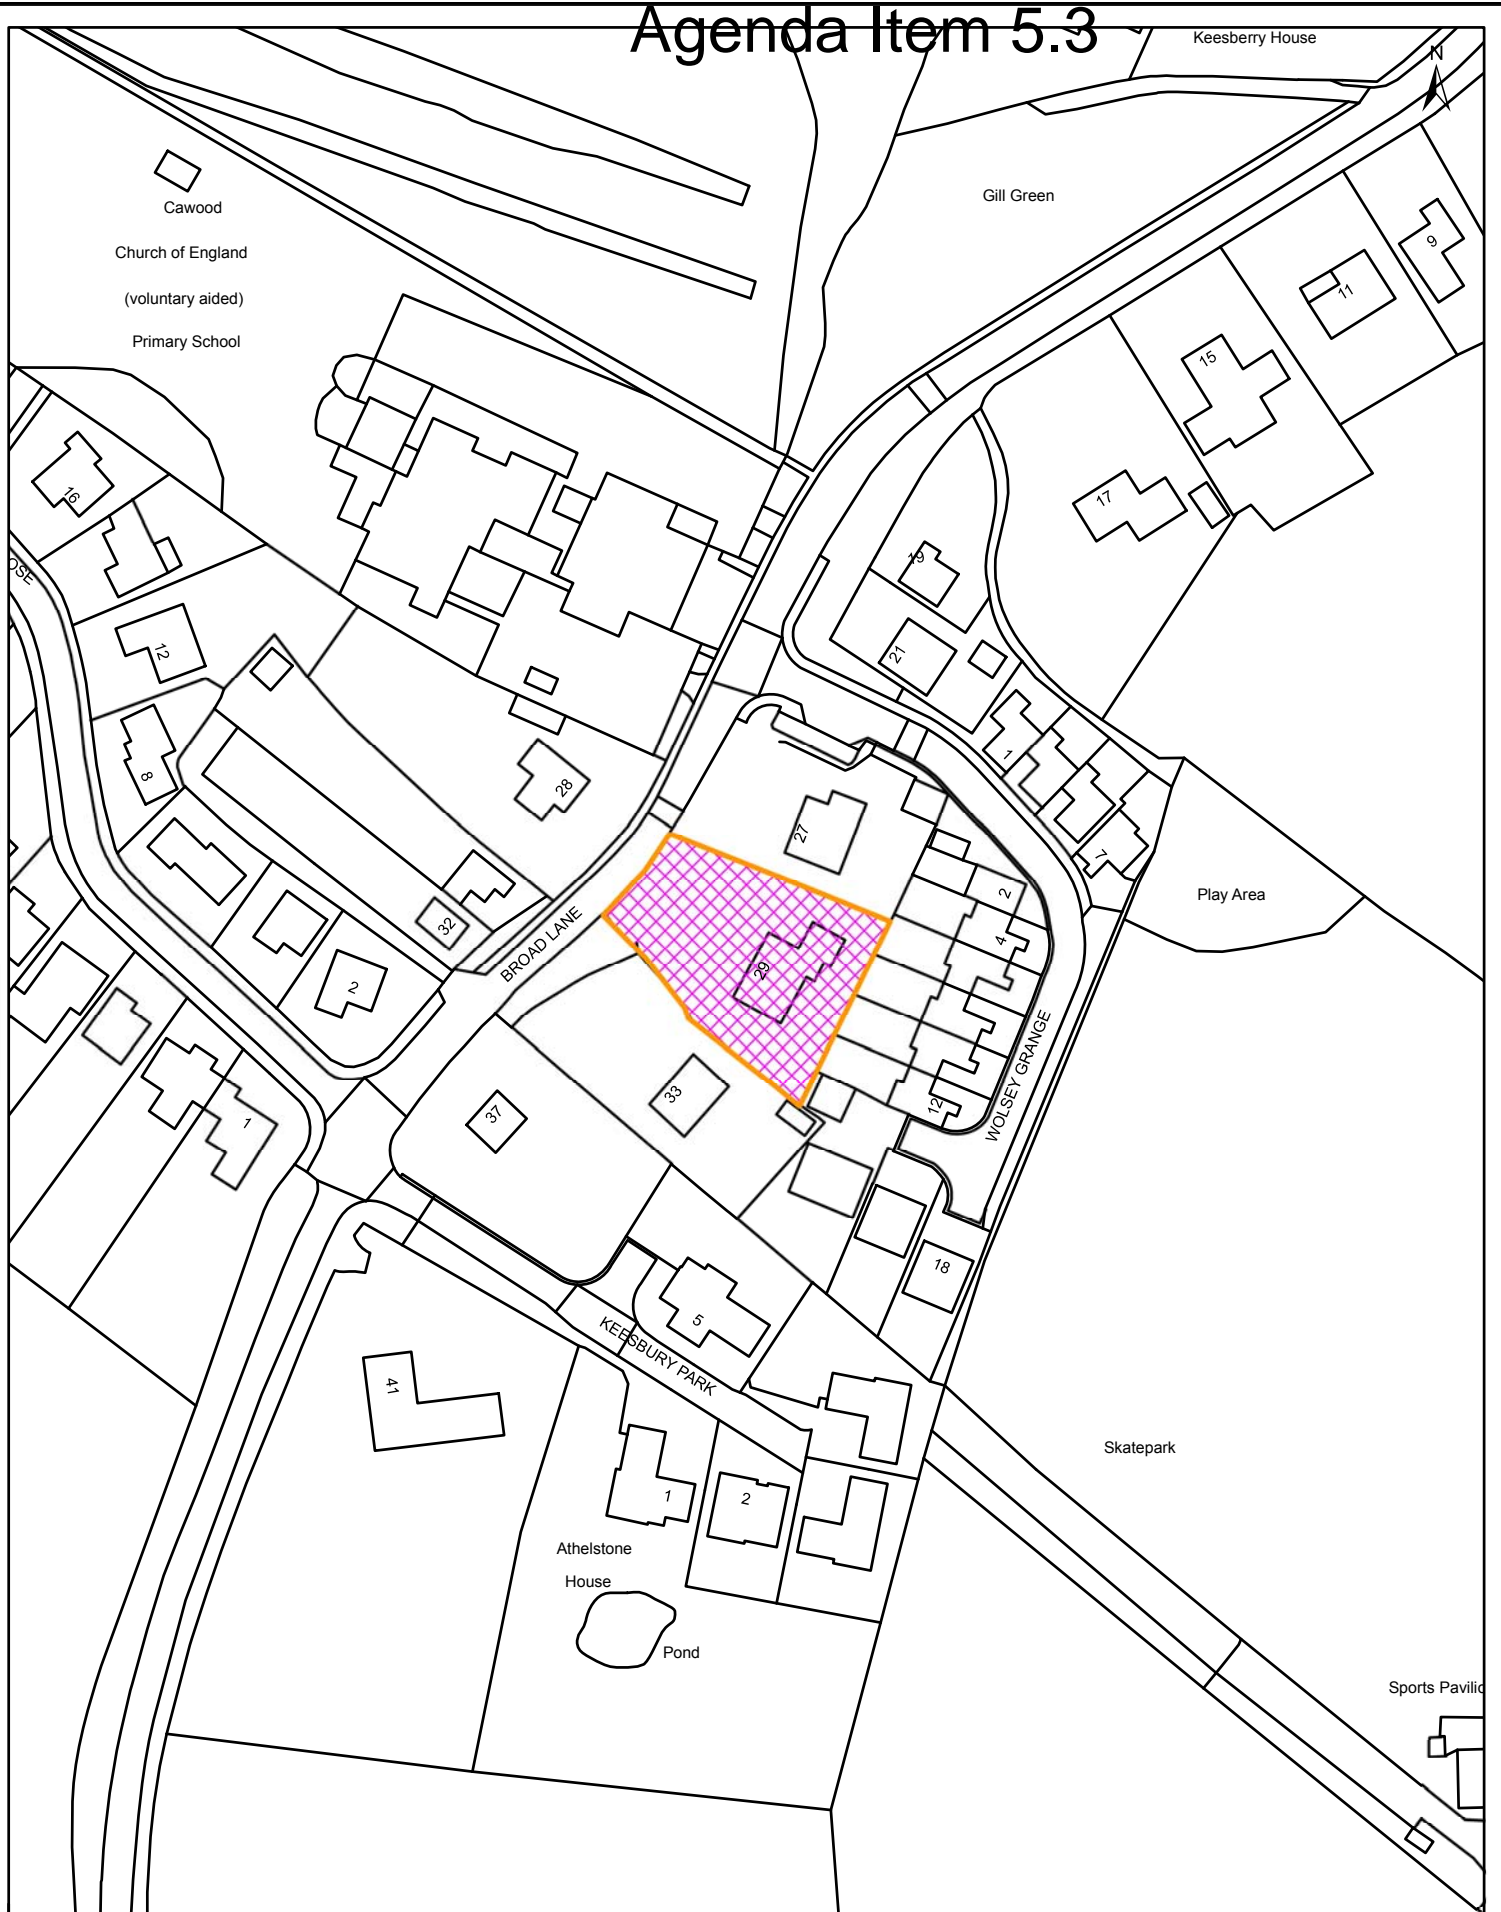 Agenda Item 5.3
Keesberry House
N
Gill Green
Cawood
Church of England
(voluntary aided)
Primary School
9
11
15
17
16
19
21
12
OSE
1
8
28
27
7
2
Play Area
32
4
BROAD LANE
29
2
33
37
12
WOLSEY GRANGE
1
18
5
KEESBURY PARK
41
Skatepark
1
2
Athelstone
House
Pond
Sports Pavilio